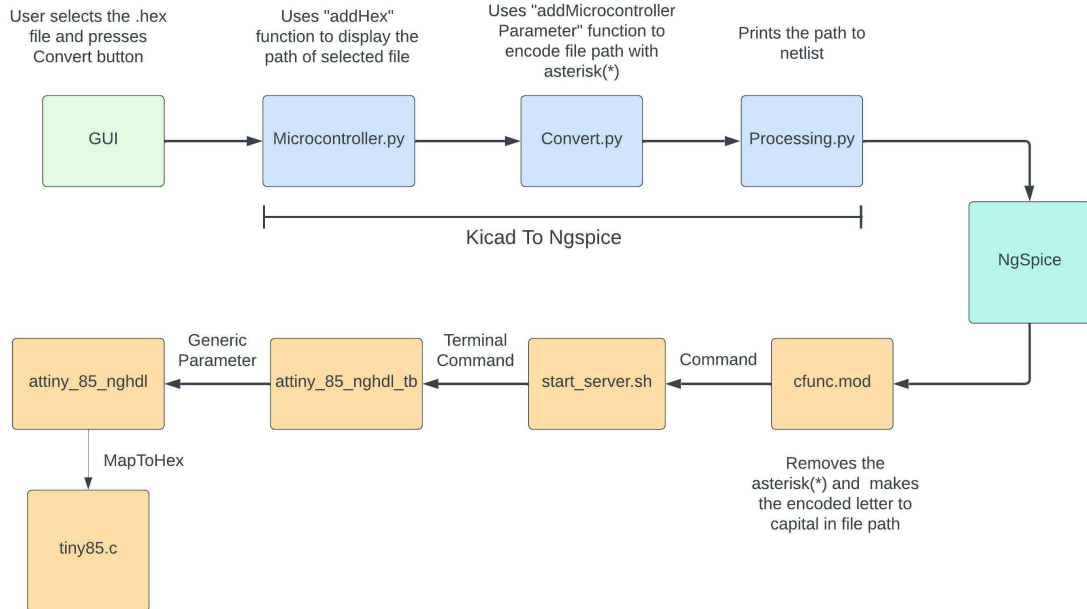 User selects the .hex
file and presses
Convert button
Uses "addHex"
function to display the
path of selected file
Uses "addMicrocontroller
Parameter" function to
encode file path with
asterisk(*)
Prints the path to
netlist
GUI
Microcontroller.py
Convert.py
Processing.py
Kicad To Ngspice
NgSpice
Generic
Parameter
Terminal
Command
Command
attiny_85_nghdl
attiny_85_nghdl_tb
start_server.sh
cfunc.mod
MapToHex
Removes the
asterisk(*) and makes
the encoded letter to
capital in file path
tiny85.c